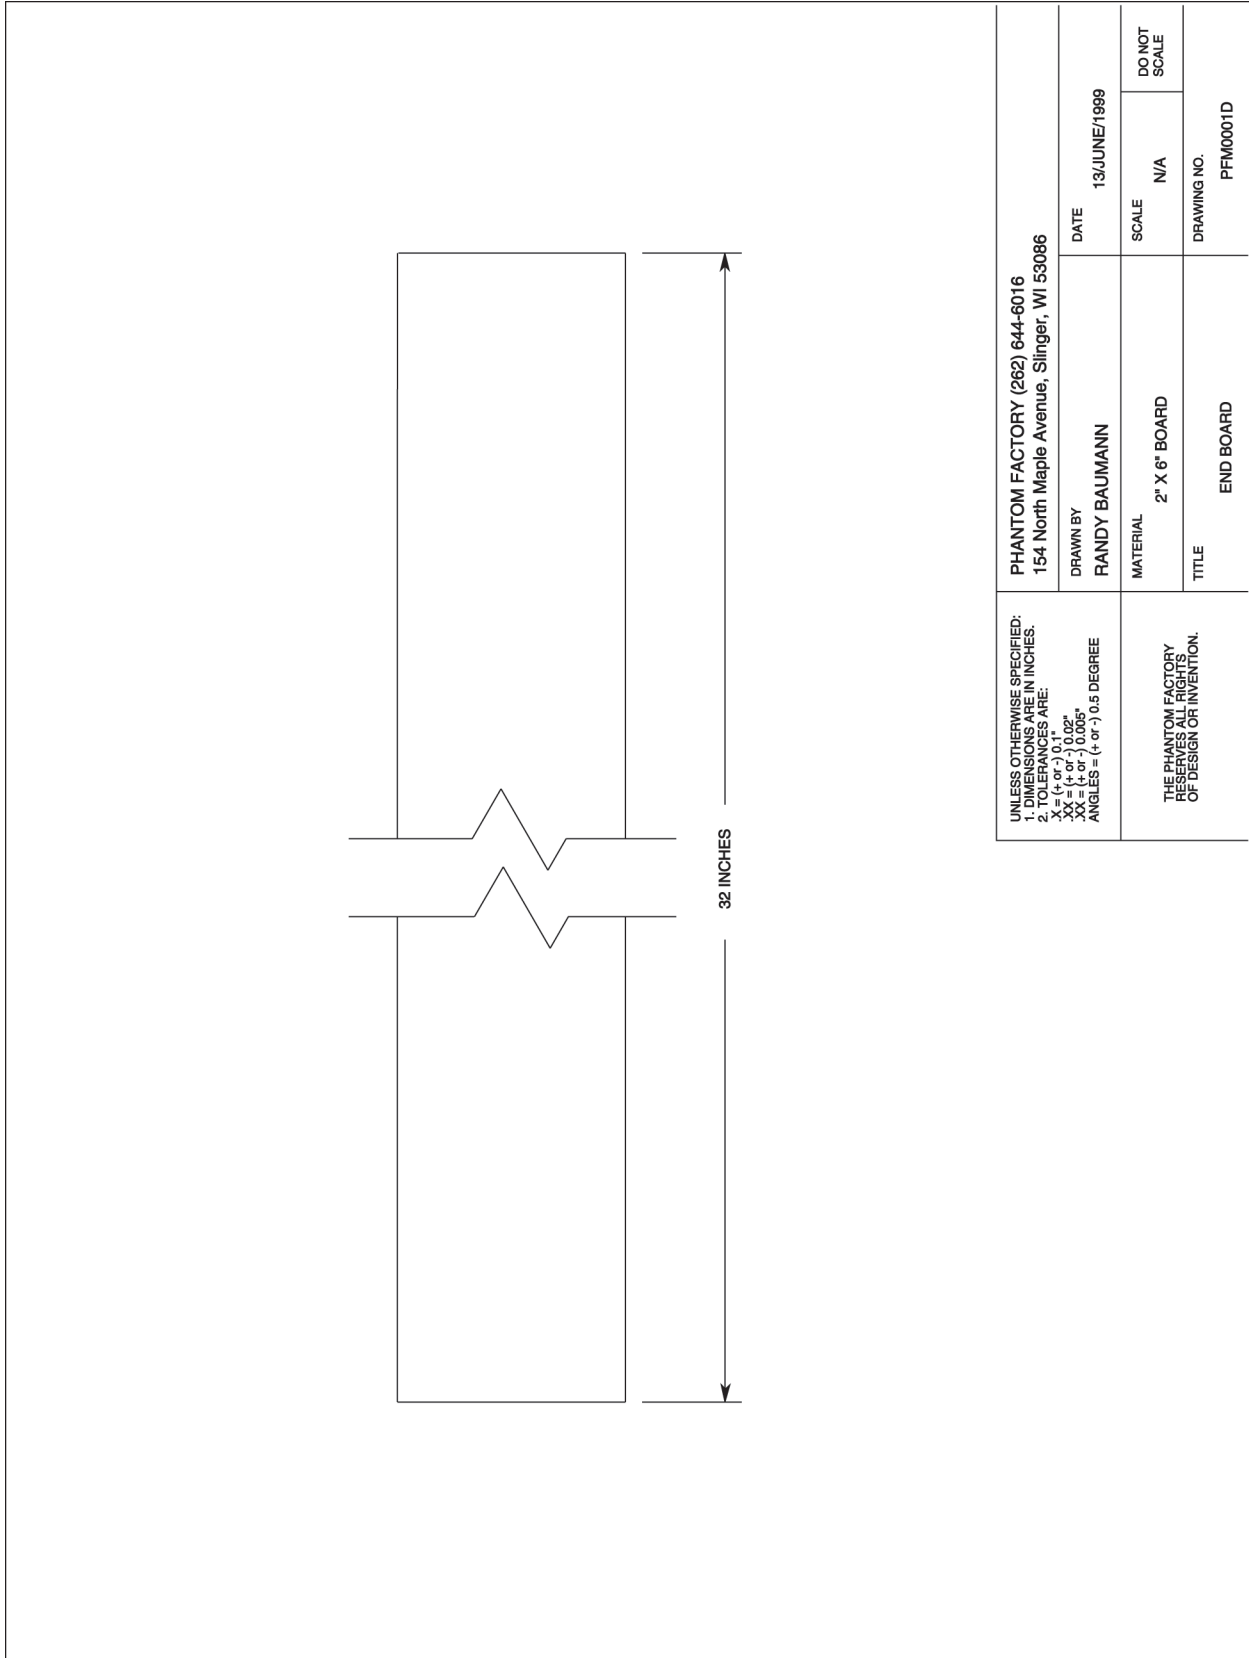 32 INCHES
UNLESS OTHERWISE SPECIFIED:
1. DIMENSIONS ARE IN INCHES.
2. TOLERANCES ARE:
.X = (+ or -) 0.1"
.XX = (+ or -) 0.02"
.XX = (+ or -) 0.005"
ANGLES = (+ or -) 0.5 DEGREE
THE PHANTOM FACTORY
RESERVES ALL RIGHTS
OF DESIGN OR INVENTION.
PHANTOM FACTORY (262) 644-6016
154 North Maple Avenue, Slinger, WI 53086
DRAWN BY
RANDY BAUMANN
DATE
13/JUNE/1999
MATERIAL
2" X 6" BOARD
SCALE
N/A
DO NOT
SCALE
TITLE
END BOARD
DRAWING NO.
PFM0001D